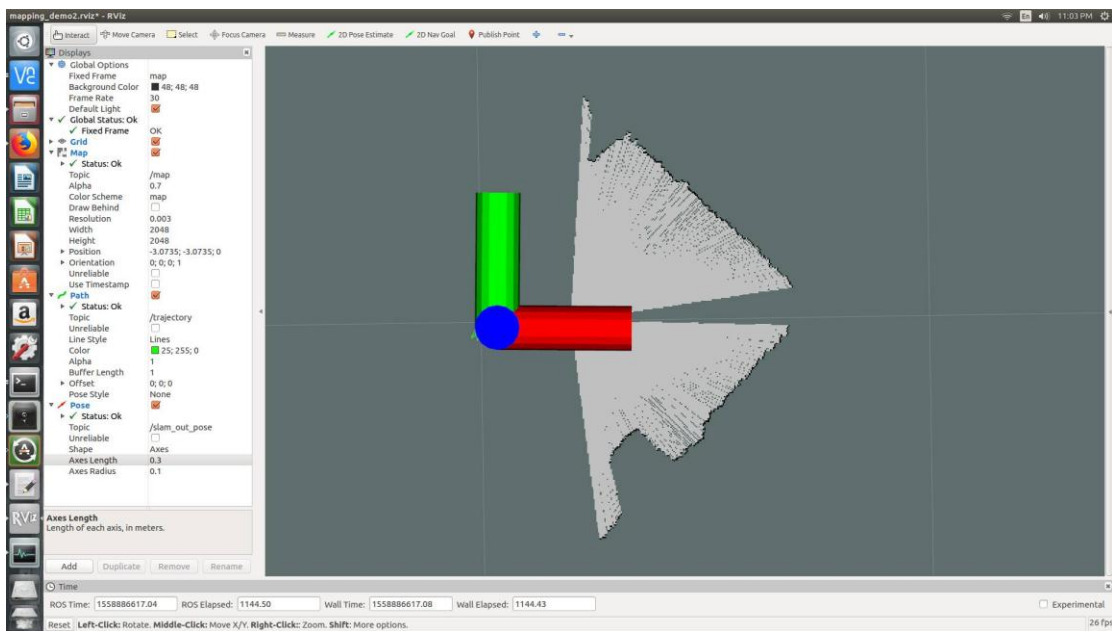 mapping_demo2.rviz* - RViz
En
11:03 PM
Interact Move Camera Select Focus Camera Measure 2D Pose Estimate 2D Nav Goal Publish Point
Displays
Global Options
Fixed Frame map
Background Color 48; 48; 48
Frame Rate 30
Default Light
Global Status: Ok
Fixed Frame OK
Grid
Map
Status: Ok
Topic /map
Alpha 0.7
Color Scheme map
Draw Behind
Resolution 0.003
Width 2048
Height 2048
Position -3.0735; -3.0735; 0
Orientation 0; 0; 0; 1
Unreliable
Use Timestamp
Path
Status: Ok
Topic /trajectory
Unreliable
Line Style Lines
Color 25; 255; 0
Alpha 1
Buffer Length 1
Offset 0; 0; 0
Pose Style None
Pose
Status: Ok
Topic /slam_out_pose
Unreliable
Shape Axes
Axes Length 0.3
Axes Radius 0.1
Axes Length
Length of each axis, in meters.
Add Duplicate Remove Rename
Time
ROS Time: 1558886617.04 ROS Elapsed: 1144.50 Wall Time: 1558886617.08 Wall Elapsed: 1144.43 Experimental
Reset Left-Click: Rotate. Middle-Click: Move X/Y. Right-Click:: Zoom. Shift: More options. 26 fps
RViz